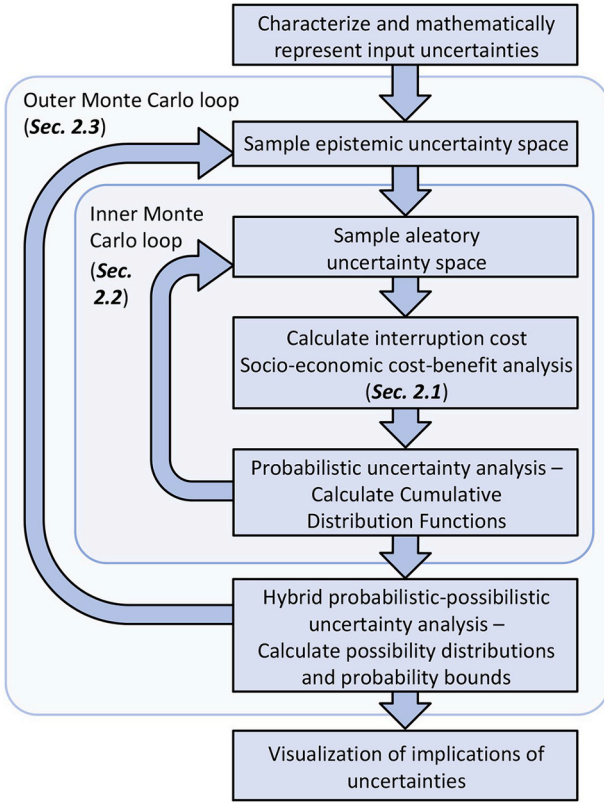 Characterize and mathematically
represent input uncertainties
Outer Monte Carlo loop
(Sec. 2.3)
Sample epistemic uncertainty space
Inner Monte
Carlo loop
(Sec.
2.2)
Sample aleatory
uncertainty space
Calculate interruption cost
Socio-economic cost-benefit analysis
(Sec. 2.1)
Probabilistic uncertainty analysis –
Calculate Cumulative
Distribution Functions
Hybrid probabilistic-possibilistic
uncertainty analysis –
Calculate possibility distributions
and probability bounds
Visualization of implications of
uncertainties